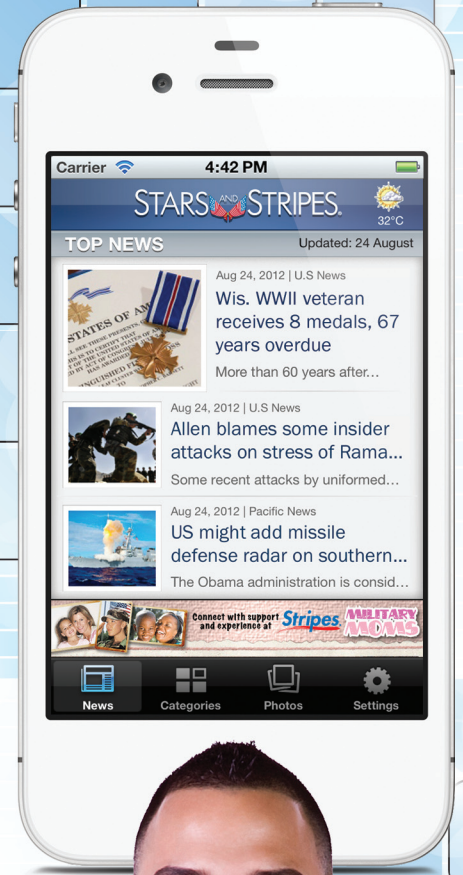 Carrier 4:42 PM
STARS AND STRIPES.
32°C
TOP NEWS Updated: 24 August
Aug 24, 2012 | U.S News
Wis. WWII veteran
receives 8 medals, 67
years overdue
More than 60 years after...
STATES OF AM
Aug 24, 2012 | U.S News
Allen blames some insider
attacks on stress of Rama...
Some recent attacks by uniformed...
Aug 24, 2012 | Pacific News
US might add missile
defense radar on southern...
The Obama administration is consid...
Connect with support
and experience at
Stripes.
MILITARY
MOMS
News Categories Photos Settings